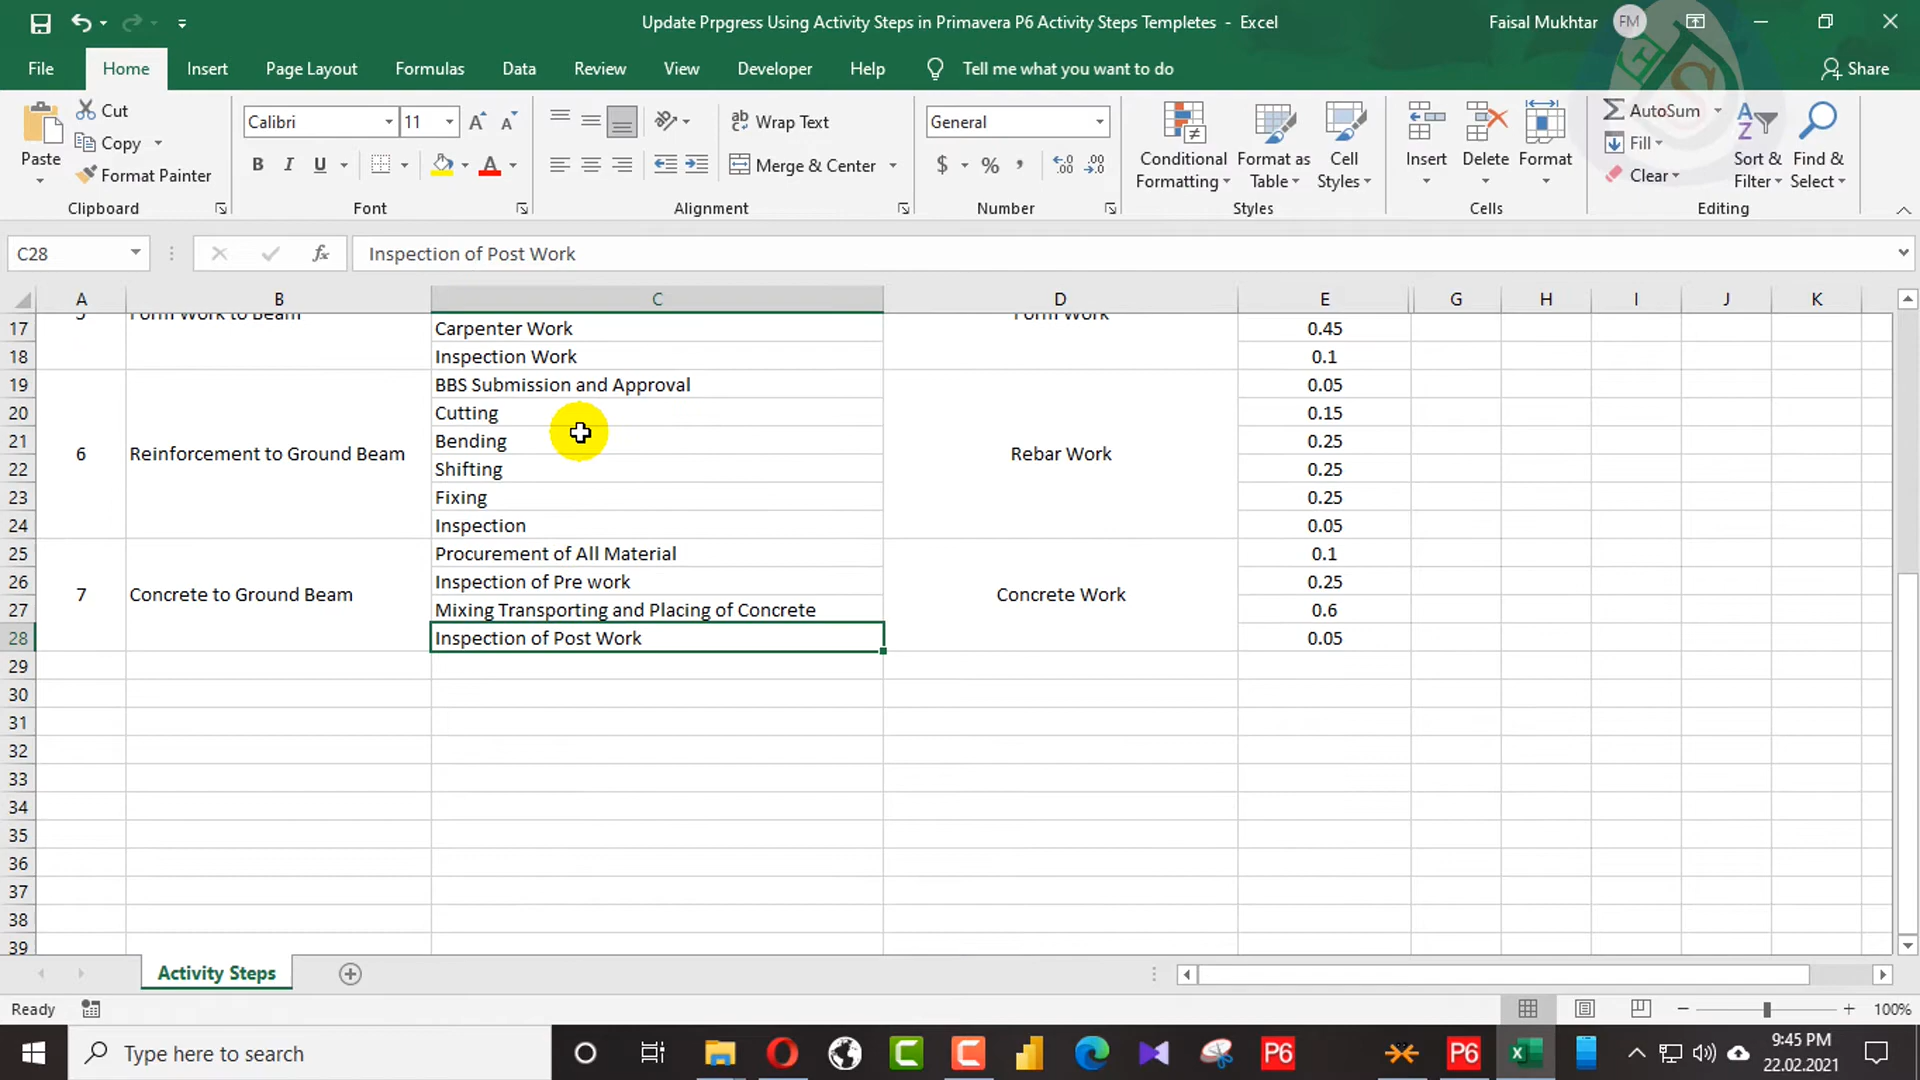 Update Prpgress Using Activity Steps in Primavera P6 Activity Steps Templetes - Excel
Faisal Mukhtar FM
File Home Insert Page Layout Formulas Data Review View Developer Help Tell me what you want to do Share
Paste
Cut
Copy
Format Painter
Clipboard
Calibri 11
B I U
Font
Wrap Text
Merge & Center
Alignment
General
$ % ,
Number
Conditional Formatting
Format as Table
Cell Styles
Styles
Insert Delete Format
Cells
AutoSum
Fill
Clear
Sort & Filter
Find & Select
Editing
C28 fx Inspection of Post Work
A B C D E G H I J K
5 Form Work to Beam Form Work
17 Carpenter Work 0.45
18 Inspection Work 0.1
19 BBS Submission and Approval 0.05
20 Cutting 0.15
21 Bending 0.25
6 Reinforcement to Ground Beam Rebar Work
22 Shifting 0.25
23 Fixing 0.25
24 Inspection 0.05
25 Procurement of All Material 0.1
26 Inspection of Pre work 0.25
7 Concrete to Ground Beam Concrete Work
27 Mixing Transporting and Placing of Concrete 0.6
28 Inspection of Post Work 0.05
29
30
31
32
33
34
35
36
37
38
39
Activity Steps
Ready 100%
Type here to search
P6 P6
9:45 PM
22.02.2021